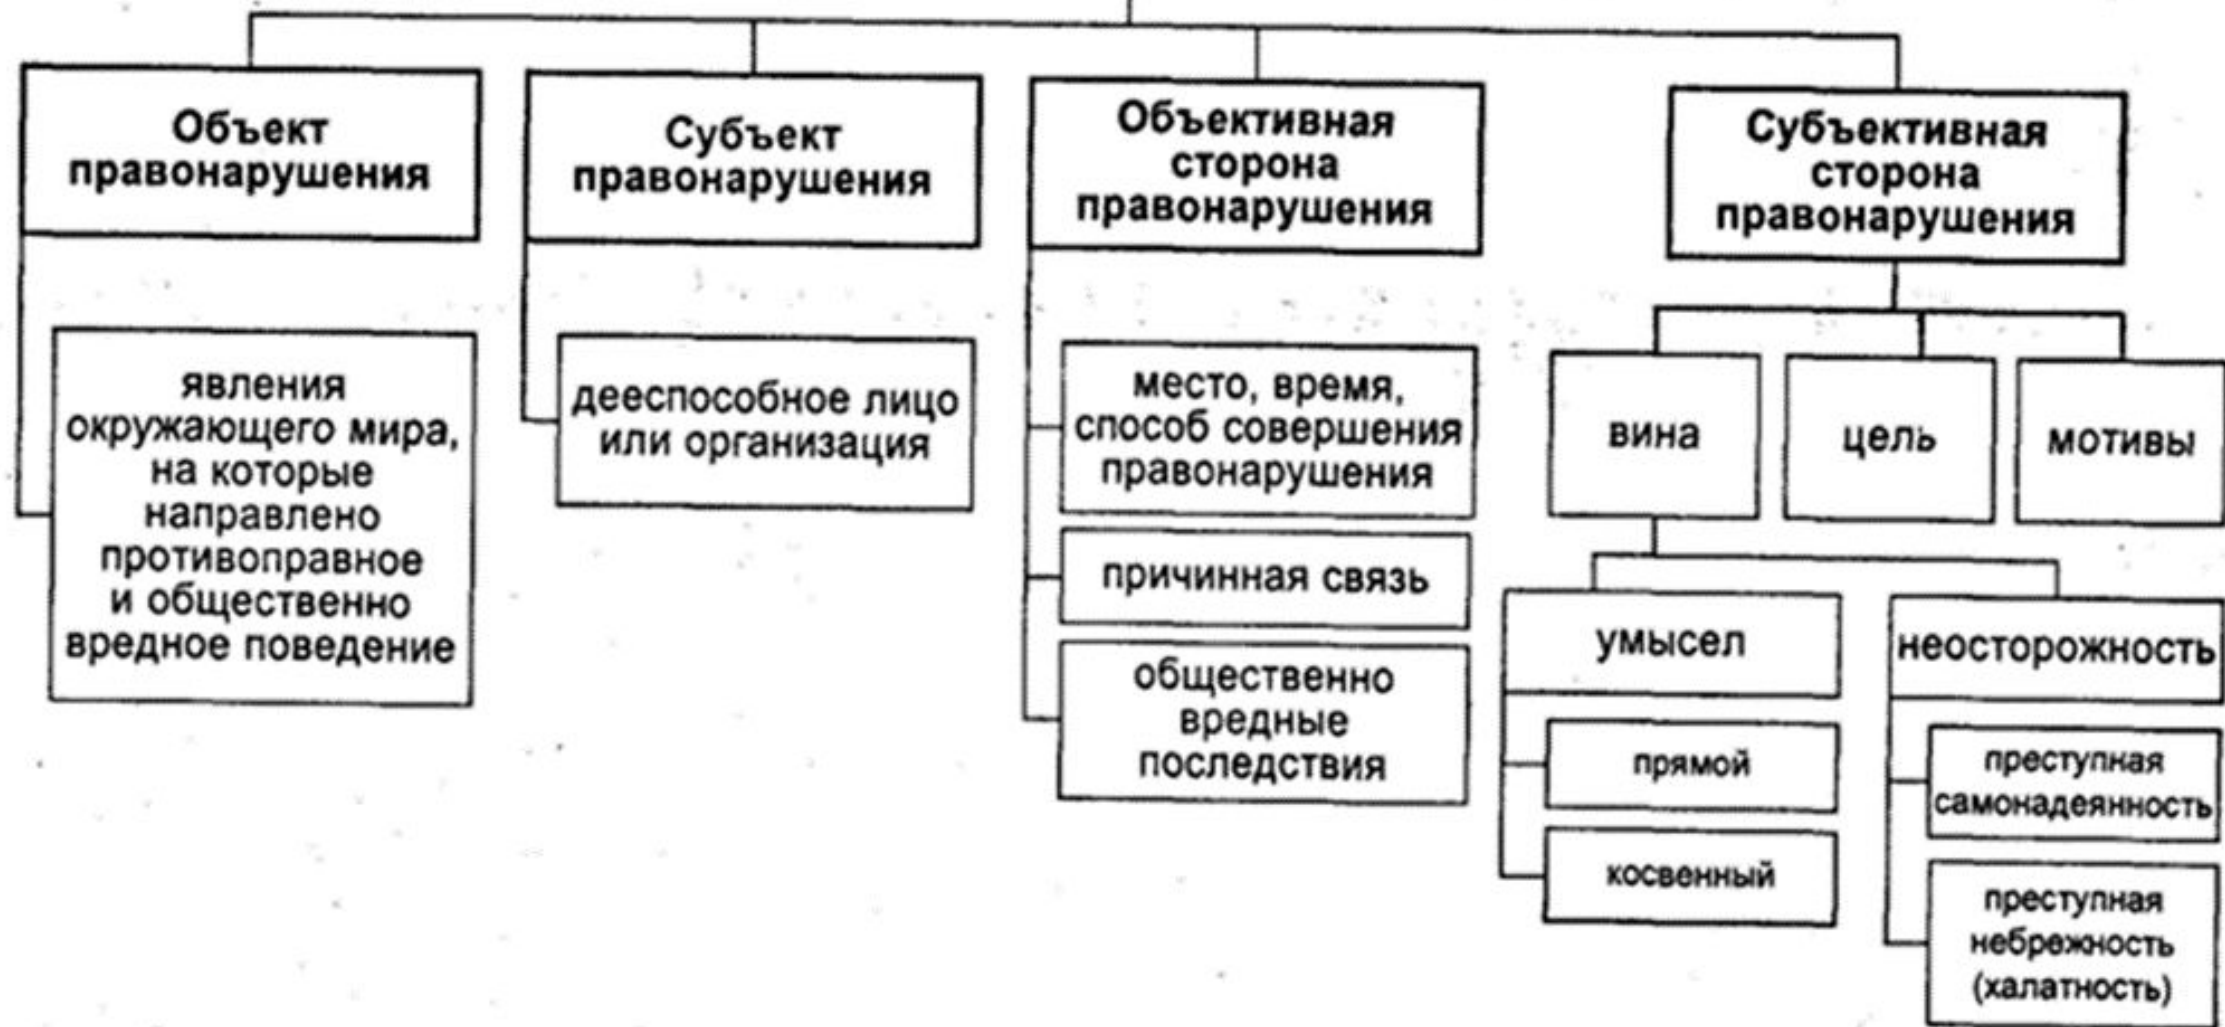 Объект
правонарушения
Субъект
правонарушения
Объективная
сторона
правонарушения
Субъективная
сторона
правонарушения
явления
окружающего мира,
на которые
направлено
противоправное
и общественно
вредное поведение
дееспособное лицо
или организация
место, время,
способ совершения
правонарушения
причинная связь
общественно
вредные
последствия
вина
цель
мотивы
умысел
прямой
косвенный
неосторожность
преступная
самонадеянность
преступная
небрежность
(халатность)